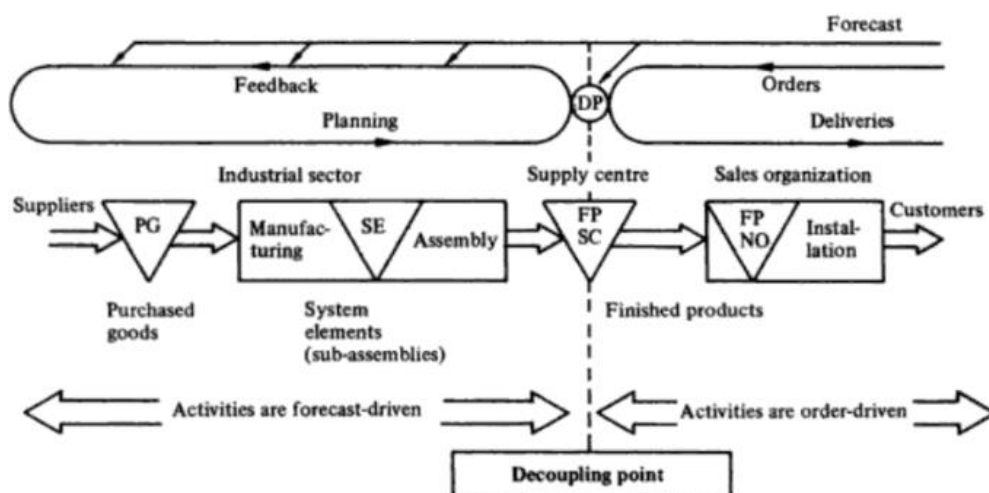 Forecast
Feedback
Orders
DP
Planning
Deliveries
Industrial sector
Supply centre
Sales organization
Suppliers
Customers
PG
Manufac-
turing
SE
Assembly
FP
SC
FP
NO
Instal-
lation
Purchased
goods
System
elements
(sub-assemblies)
Finished products
Activities are forecast-driven
Activities are order-driven
Decoupling point